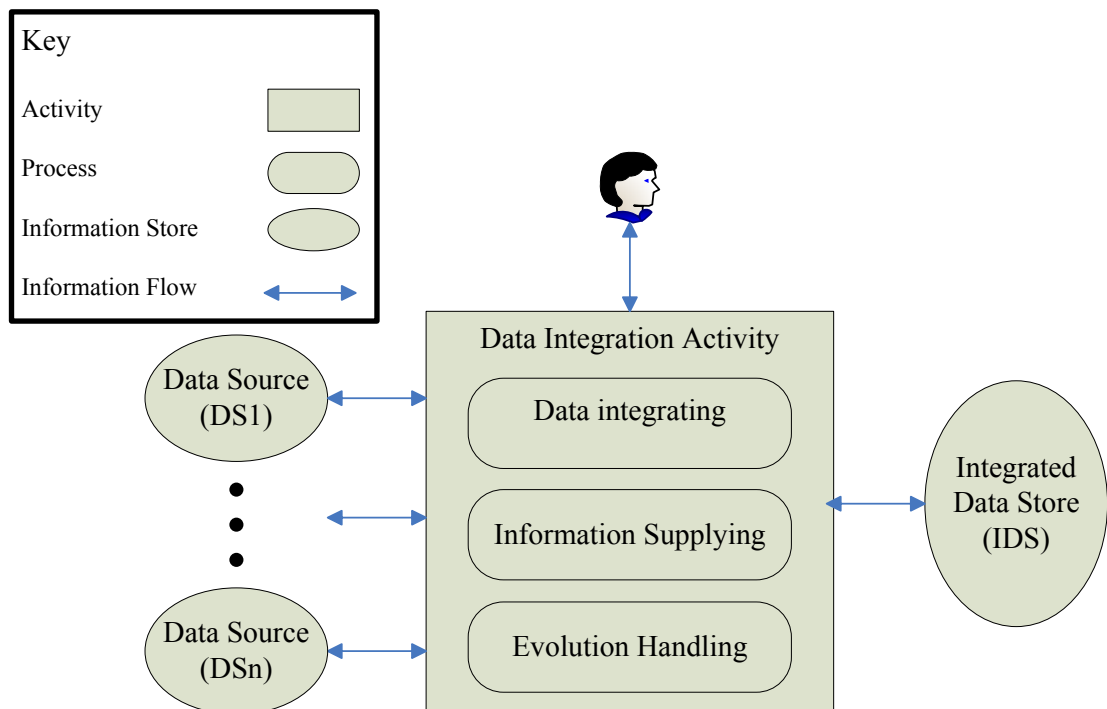 Key
Activity
Process
Information Store
Information Flow
Data Source
(DS1)
Data Source
(DSn)
Data Integration Activity
Data integrating
Information Supplying
Evolution Handling
Integrated
Data Store
(IDS)